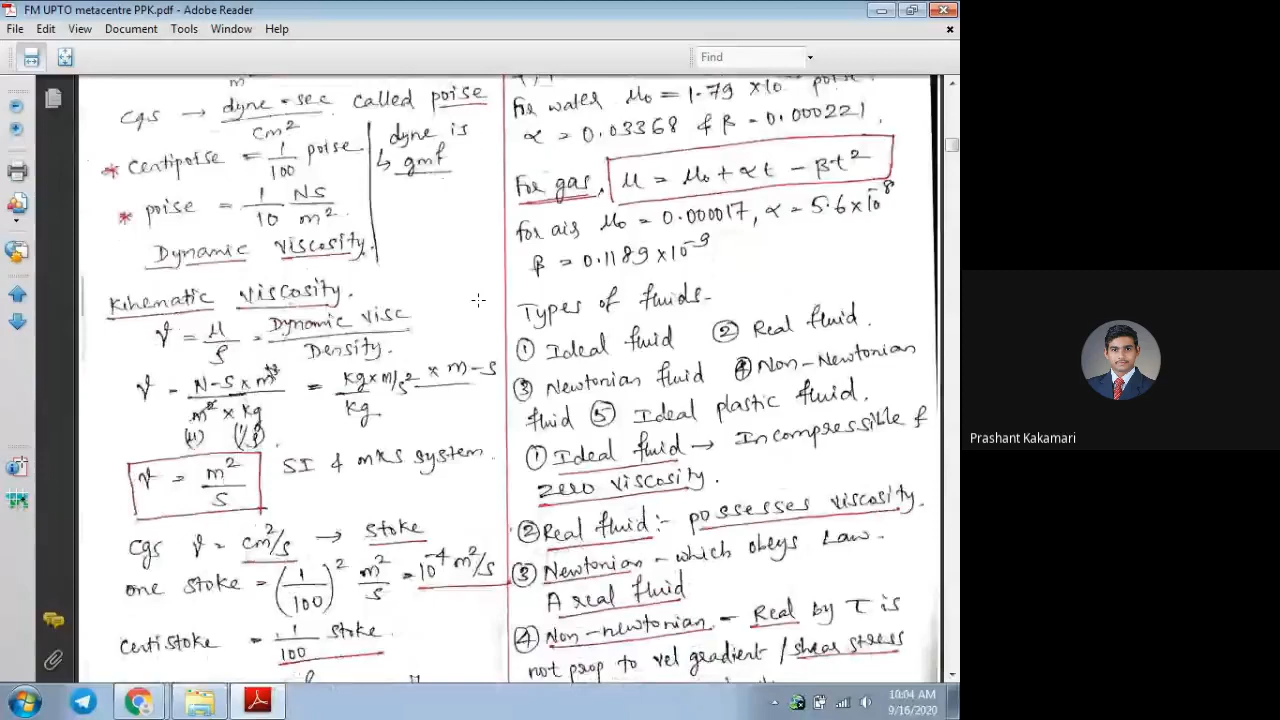 FM UPTO metacentre PPK.pdf - Adobe Reader
File Edit View Document Tools Window Help
Find
m²
cgs → dyne - sec called poise
cm²
* centipoise = 1/100 poise.
dyne is
↳ gmf
* poise = 1/10 NS/m²
Dynamic viscosity.
Kinematic viscosity.
ν = μ/ρ = Dynamic visc
Density.
ν = N-S × m³ = kg×m/s² × m-s
m² × kg kg
(μ) (1/ρ).
ν = m²/s SI & mks system.
cgs ν = cm²/s → stoke
one stoke = (1/100)² m²/s = 10⁻⁴ m²/s
centistoke = 1/100 stoke.
For water μ₀ = 1.79 ×10 poise.
α = 0.03368 & β = 0.000221.
For gas, μ = μ₀ + αt - βt²
for air μ₀ = 0.000017, α = 5.6×10⁻⁸
β = 0.1189×10⁻⁹
Types of fluids-
① Ideal fluid ② Real fluid.
③ Newtonian fluid ④ Non-Newtonian
fluid ⑤ Ideal plastic fluid.
① Ideal fluid → Incompressible &
zero viscosity.
② Real fluid:- possesses viscosity.
③ Newtonian - which obeys Law.
A real fluid
④ Non-newtonian - Real by τ is
not prop to vel gradient / shear stress
Prashant Kakamari
10:04 AM
9/16/2020